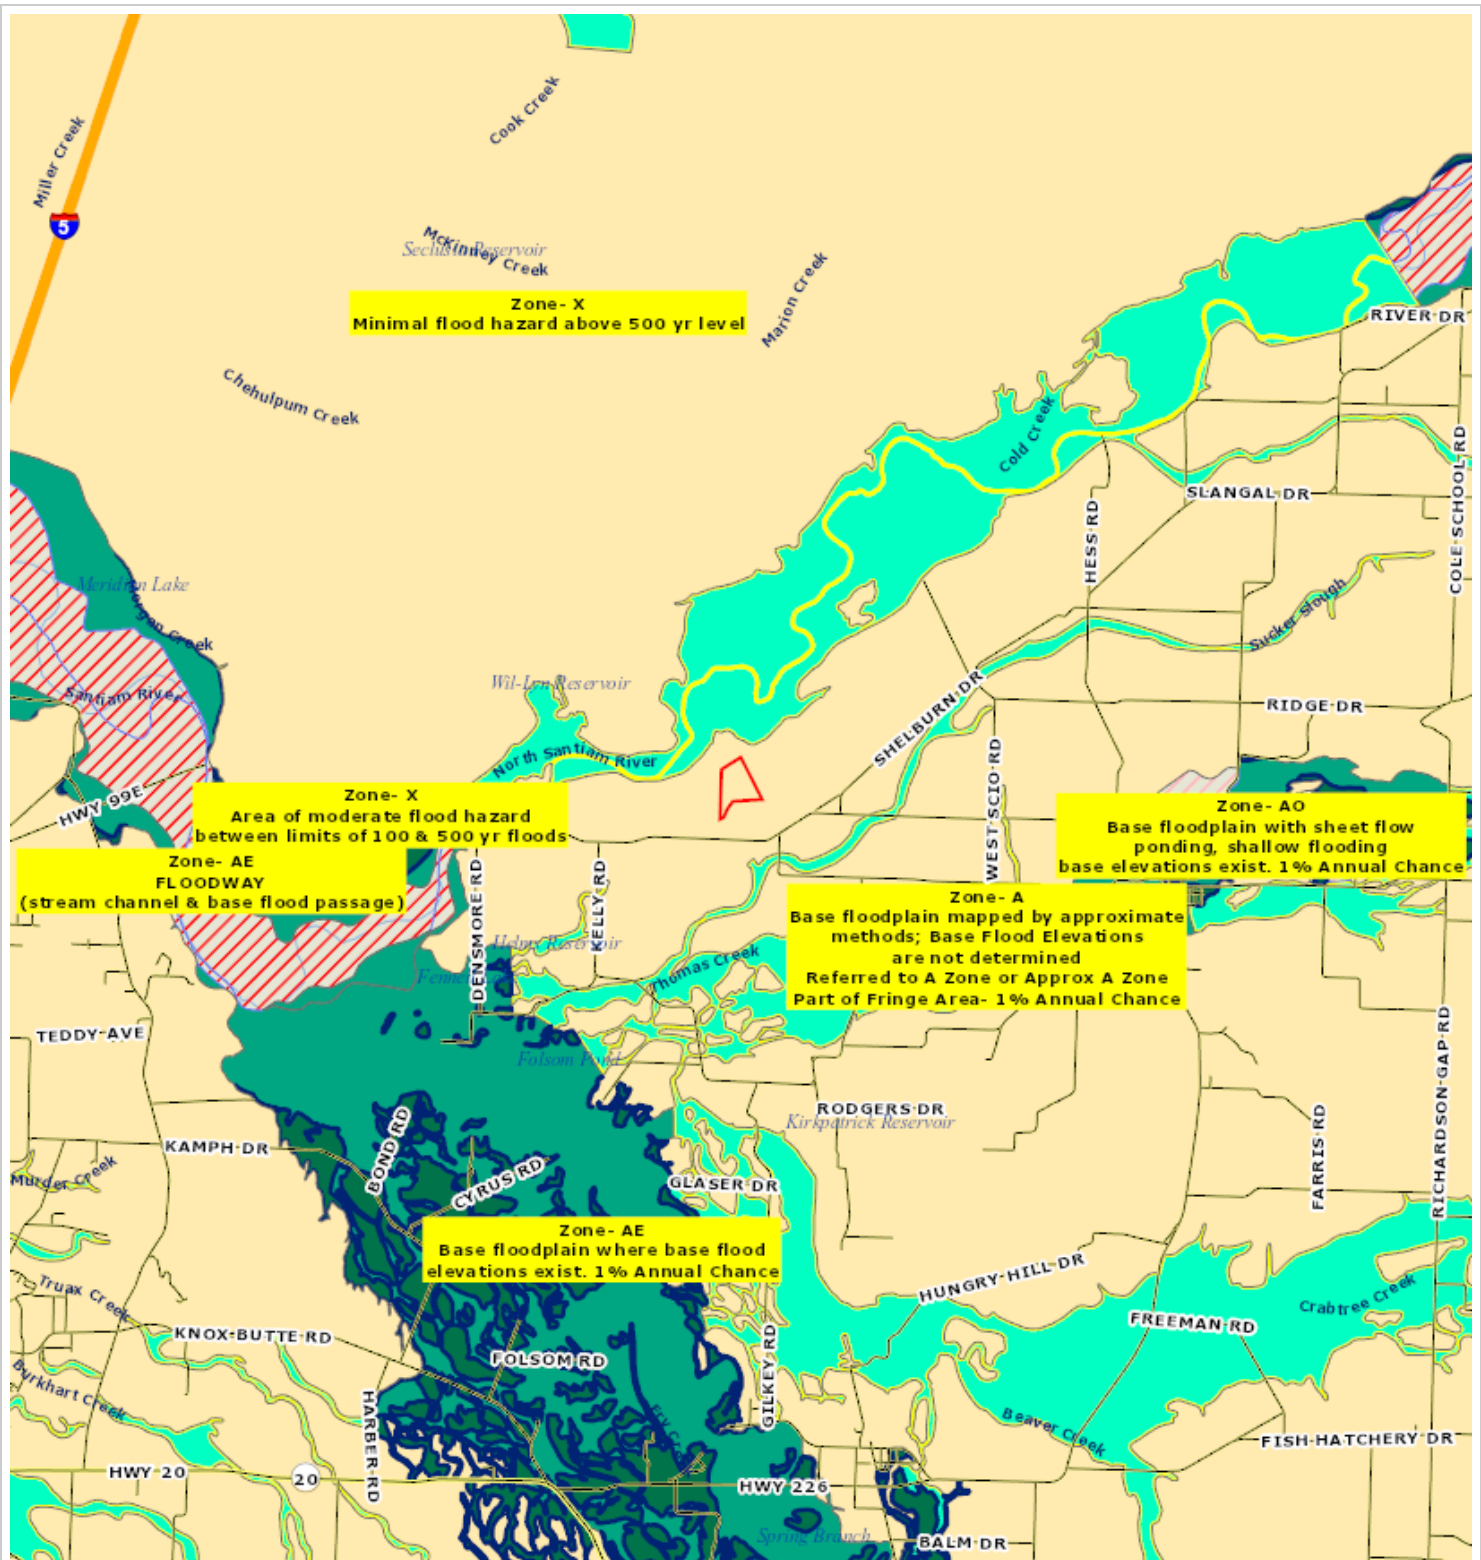 Cook Creek
Miller Creek
5
McKinney Creek
Seclusion Reservoir
Marion Creek
Zone- X
Minimal flood hazard above 500 yr level
RIVER DR
Chehulpum Creek
Cold Creek
SLANGAL DR
COLE SCHOOL RD
HESS RD
Meridian Lake
Morgan Creek
Sucker Slough
Santiam River
Wil-Lyn Reservoir
SHELBURN DR
RIDGE DR
North Santiam River
WEST SCIO RD
HWY 99E
Zone- X
Area of moderate flood hazard
between limits of 100 & 500 yr floods
Zone- AO
Base floodplain with sheet flow
ponding, shallow flooding
base elevations exist. 1% Annual Chance
Zone- AE
FLOODWAY
(stream channel & base flood passage)
DENSMORE RD
KELLY RD
Zone- A
Base floodplain mapped by approximate
methods; Base Flood Elevations
are not determined
Referred to A Zone or Approx A Zone
Part of Fringe Area- 1% Annual Chance
Helms Reservoir
Thomas Creek
TEDDY AVE
Folsom Pond
RICHARDSON GAP RD
RODGERS DR
Kirkpatrick Reservoir
FARRIS RD
KAMPH DR
BOND RD
CYRUS RD
Murder Creek
GLASER DR
Zone- AE
Base floodplain where base flood
elevations exist. 1% Annual Chance
HUNGRY HILL DR
Truax Creek
Crabtree Creek
FREEMAN RD
KNOX BUTTE RD
FOLSOM RD
GILKEY RD
Burkhart Creek
HARBER RD
Beaver Creek
FISH HATCHERY DR
HWY 20
20
HWY 226
Spring Branch
BALM DR